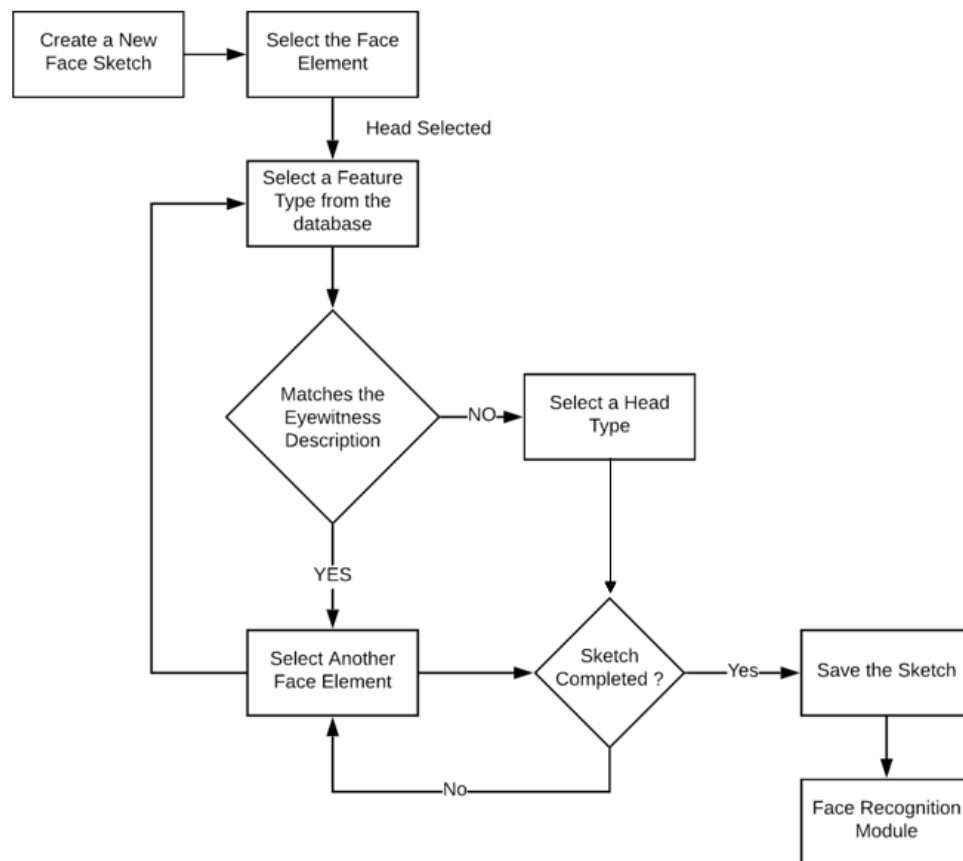 Create a New
Face Sketch
Select the Face
Element
Head Selected
Select a Feature
Type from the
database
Matches the
Eyewitness
Description
NO
Select a Head
Type
YES
Select Another
Face Element
Sketch
Completed ?
Yes
Save the Sketch
No
Face Recognition
Module